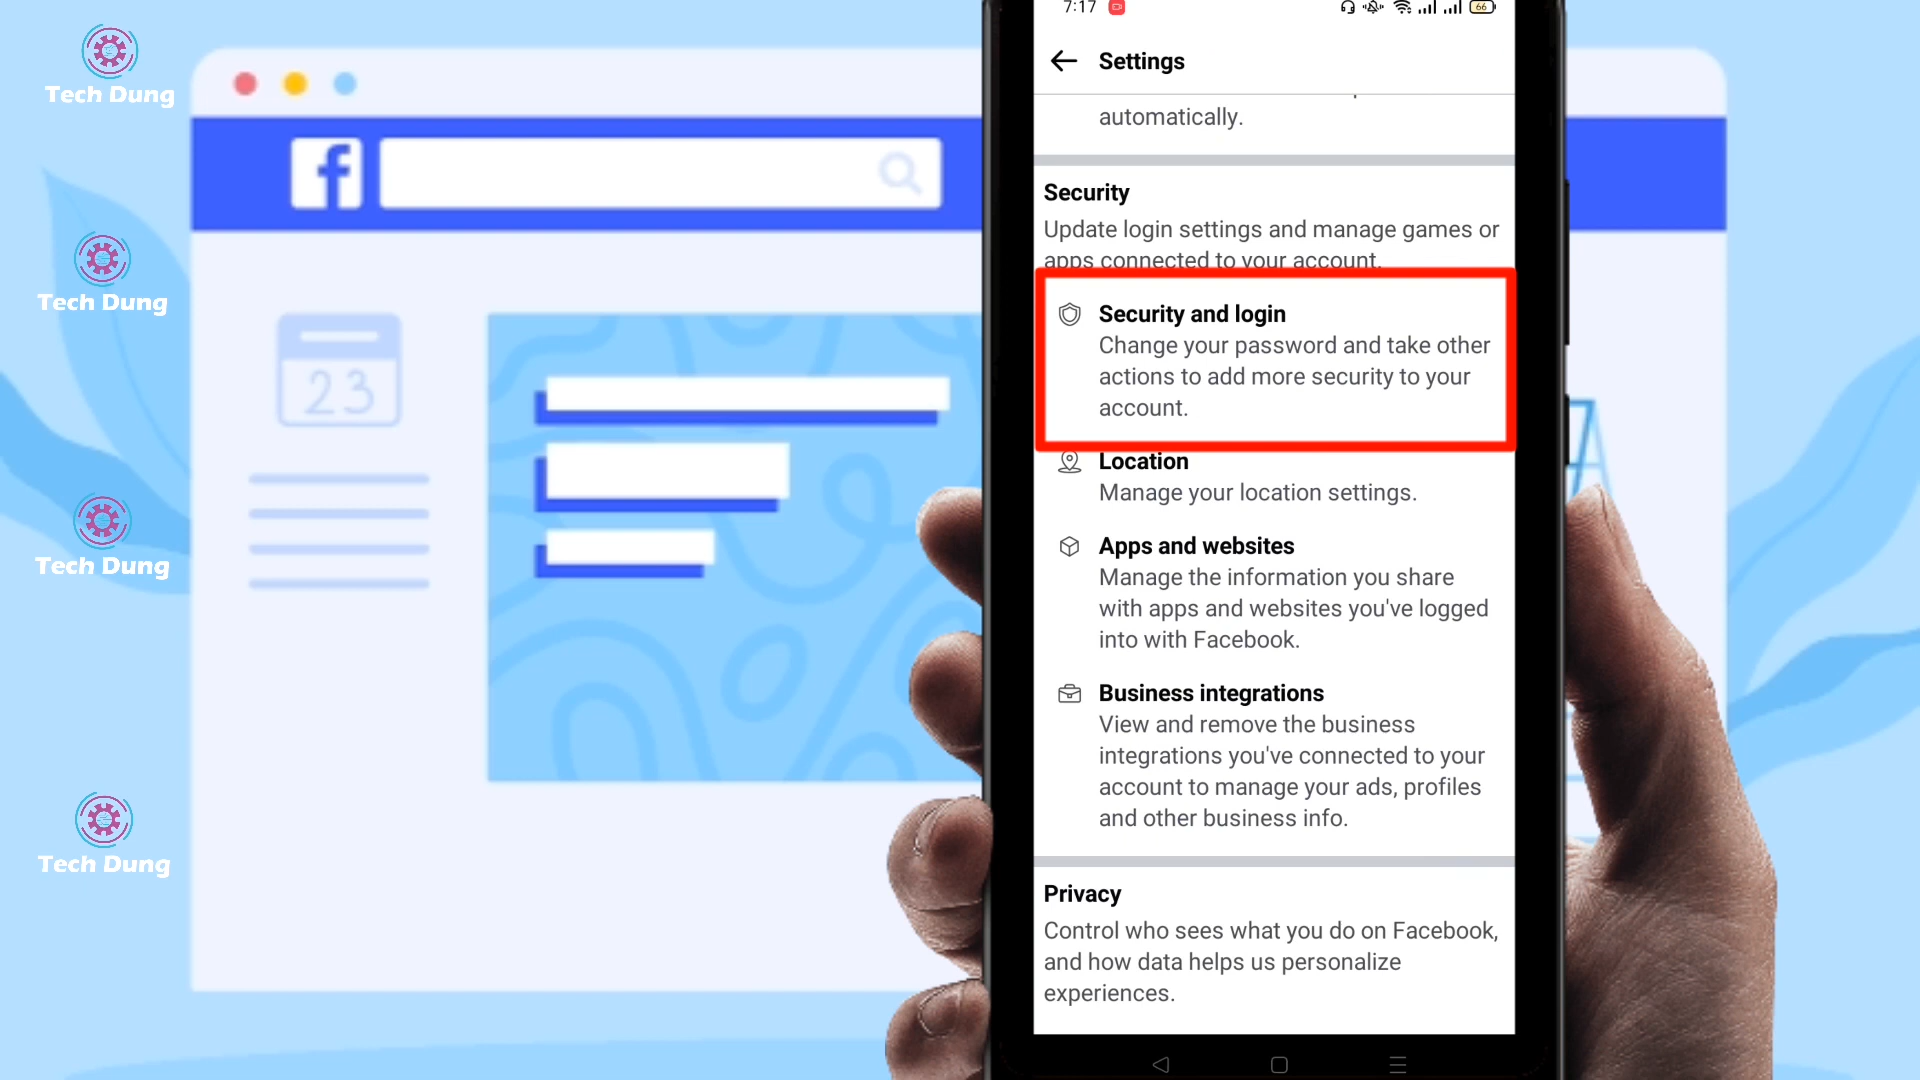 Tech Dung
Tech Dung
Tech Dung
Tech Dung
f
23
7:17
66
Settings
automatically.
Security
Update login settings and manage games or
apps connected to your account.
Security and login
Change your password and take other
actions to add more security to your
account.
Location
Manage your location settings.
Apps and websites
Manage the information you share
with apps and websites you've logged
into with Facebook.
Business integrations
View and remove the business
integrations you've connected to your
account to manage your ads, profiles
and other business info.
Privacy
Control who sees what you do on Facebook,
and how data helps us personalize
experiences.